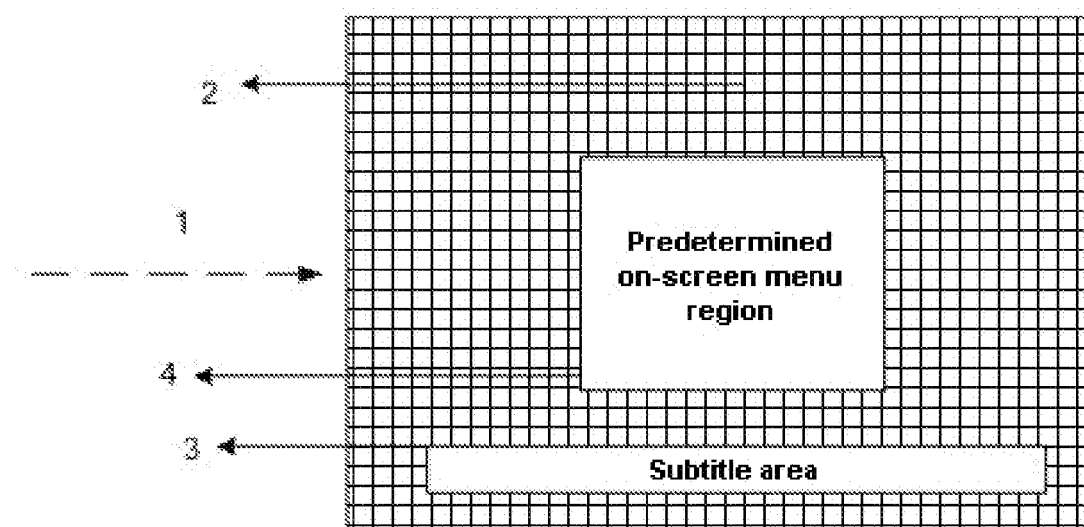 2
1
Predetermined
on-screen menu
region
4
3
Subtitle area